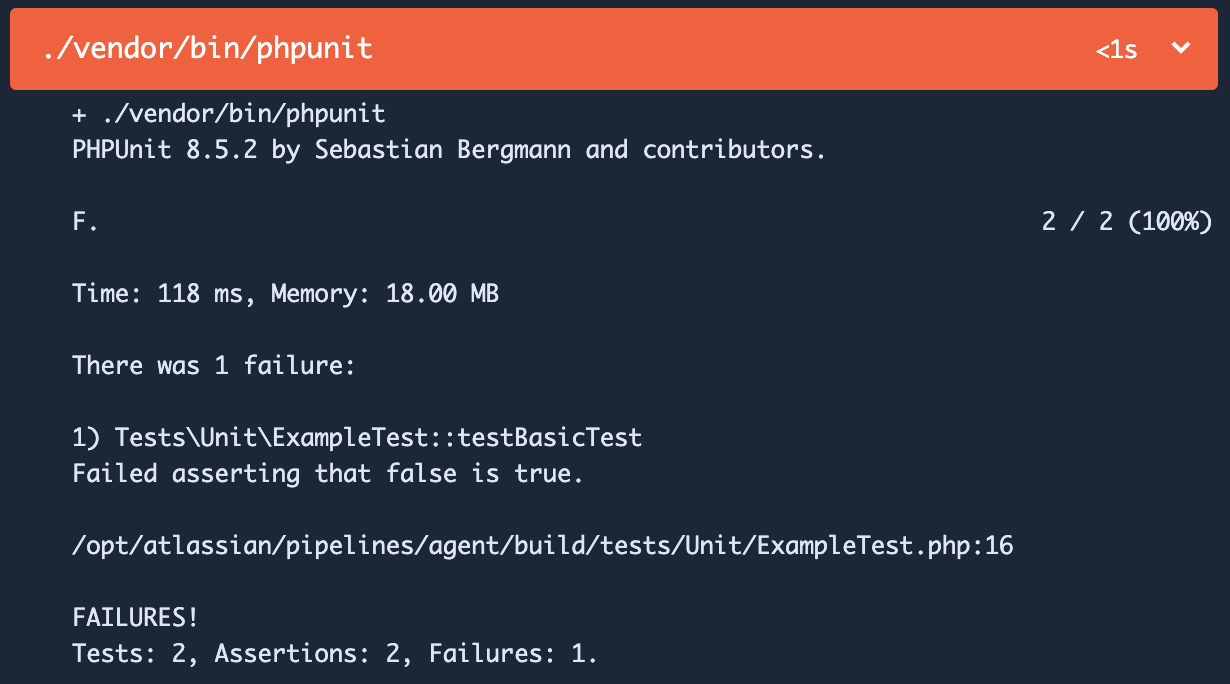 ./vendor/bin/phpunit <1s
+ ./vendor/bin/phpunit
PHPUnit 8.5.2 by Sebastian Bergmann and contributors.
F. 2 / 2 (100%)
Time: 118 ms, Memory: 18.00 MB
There was 1 failure:
1) Tests\Unit\ExampleTest::testBasicTest
Failed asserting that false is true.
/opt/atlassian/pipelines/agent/build/tests/Unit/ExampleTest.php:16
FAILURES!
Tests: 2, Assertions: 2, Failures: 1.